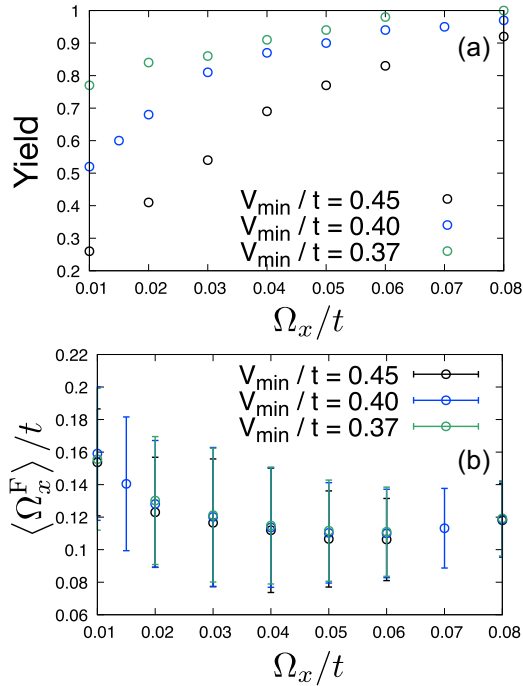 1
0.9
0.8
0.7
0.6
0.5
0.4
0.3
0.2
Yield
(a)
V_min / t = 0.45
V_min / t = 0.40
V_min / t = 0.37
0.01 0.02 0.03 0.04 0.05 0.06 0.07 0.08
Ω_x/t
0.22
0.2
0.18
0.16
0.14
0.12
0.1
0.08
0.06
⟨Ω_x^F⟩/t
V_min / t = 0.45
V_min / t = 0.40
V_min / t = 0.37
(b)
0.01 0.02 0.03 0.04 0.05 0.06 0.07 0.08
Ω_x/t